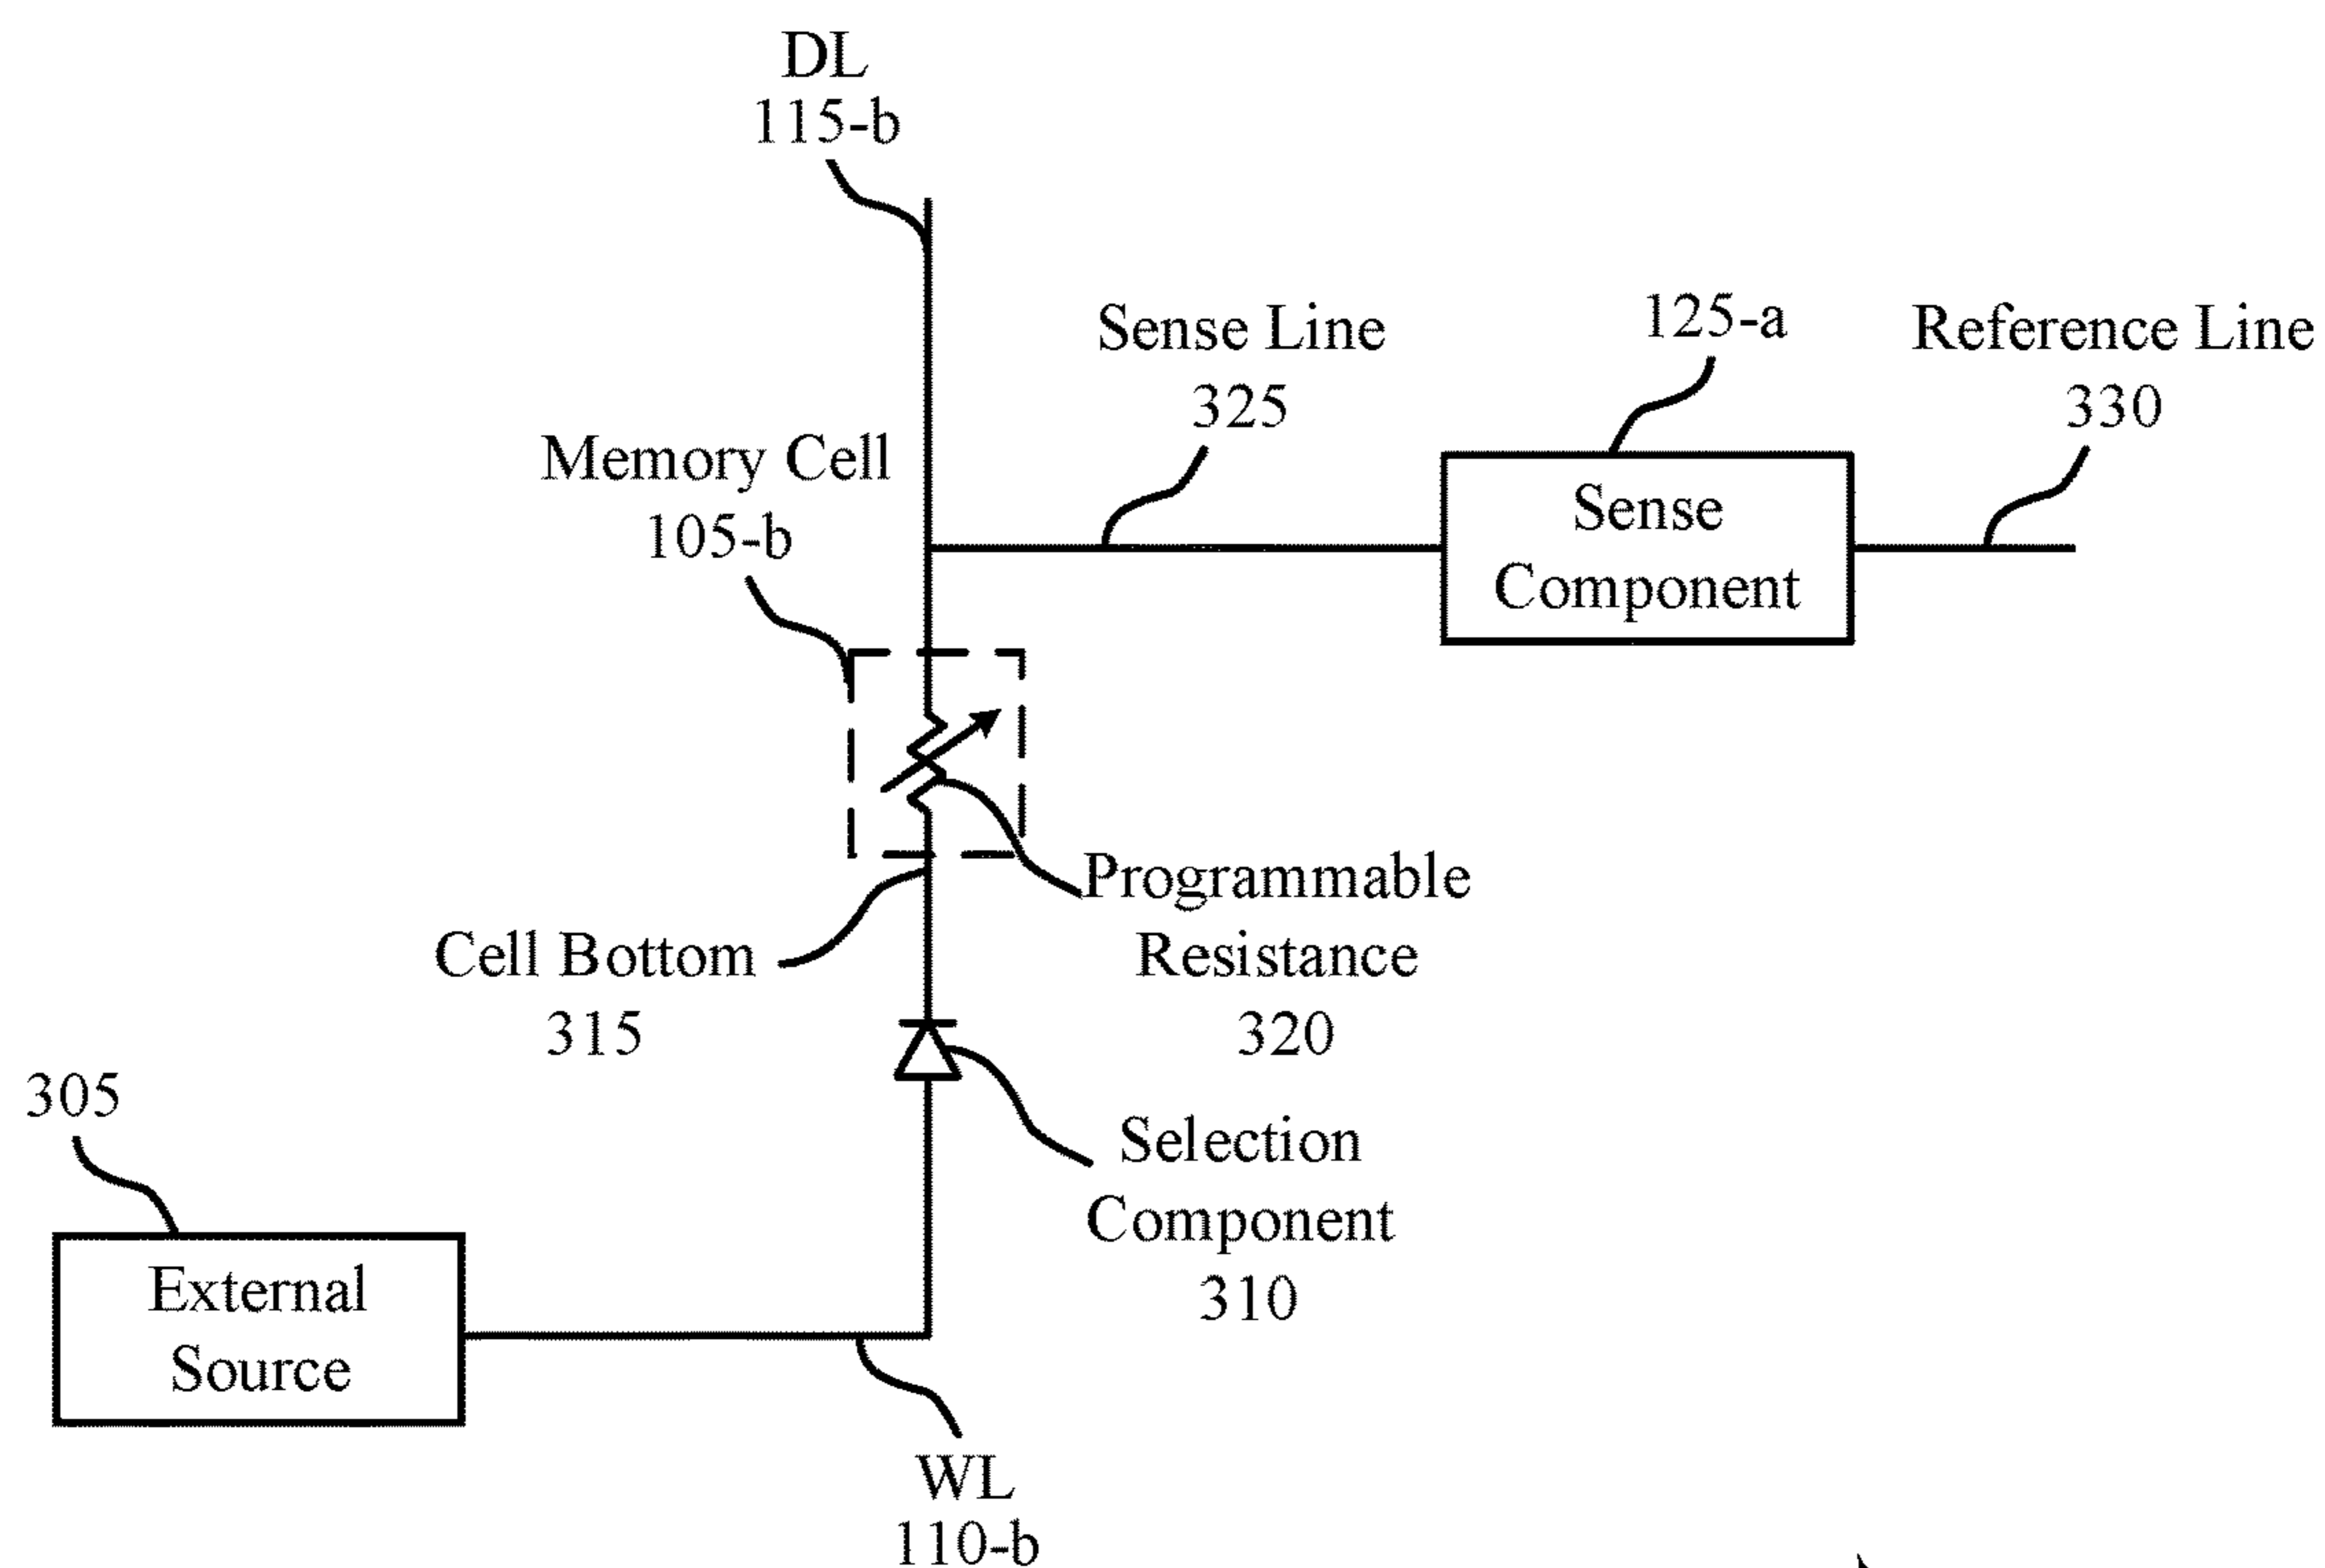 DL
115-b
Sense Line
325
125-a
Reference Line
330
Memory Cell
105-b
Sense
Component
Programmable
Resistance
320
Cell Bottom
315
305
Selection
Component
310
External
Source
WL
110-b